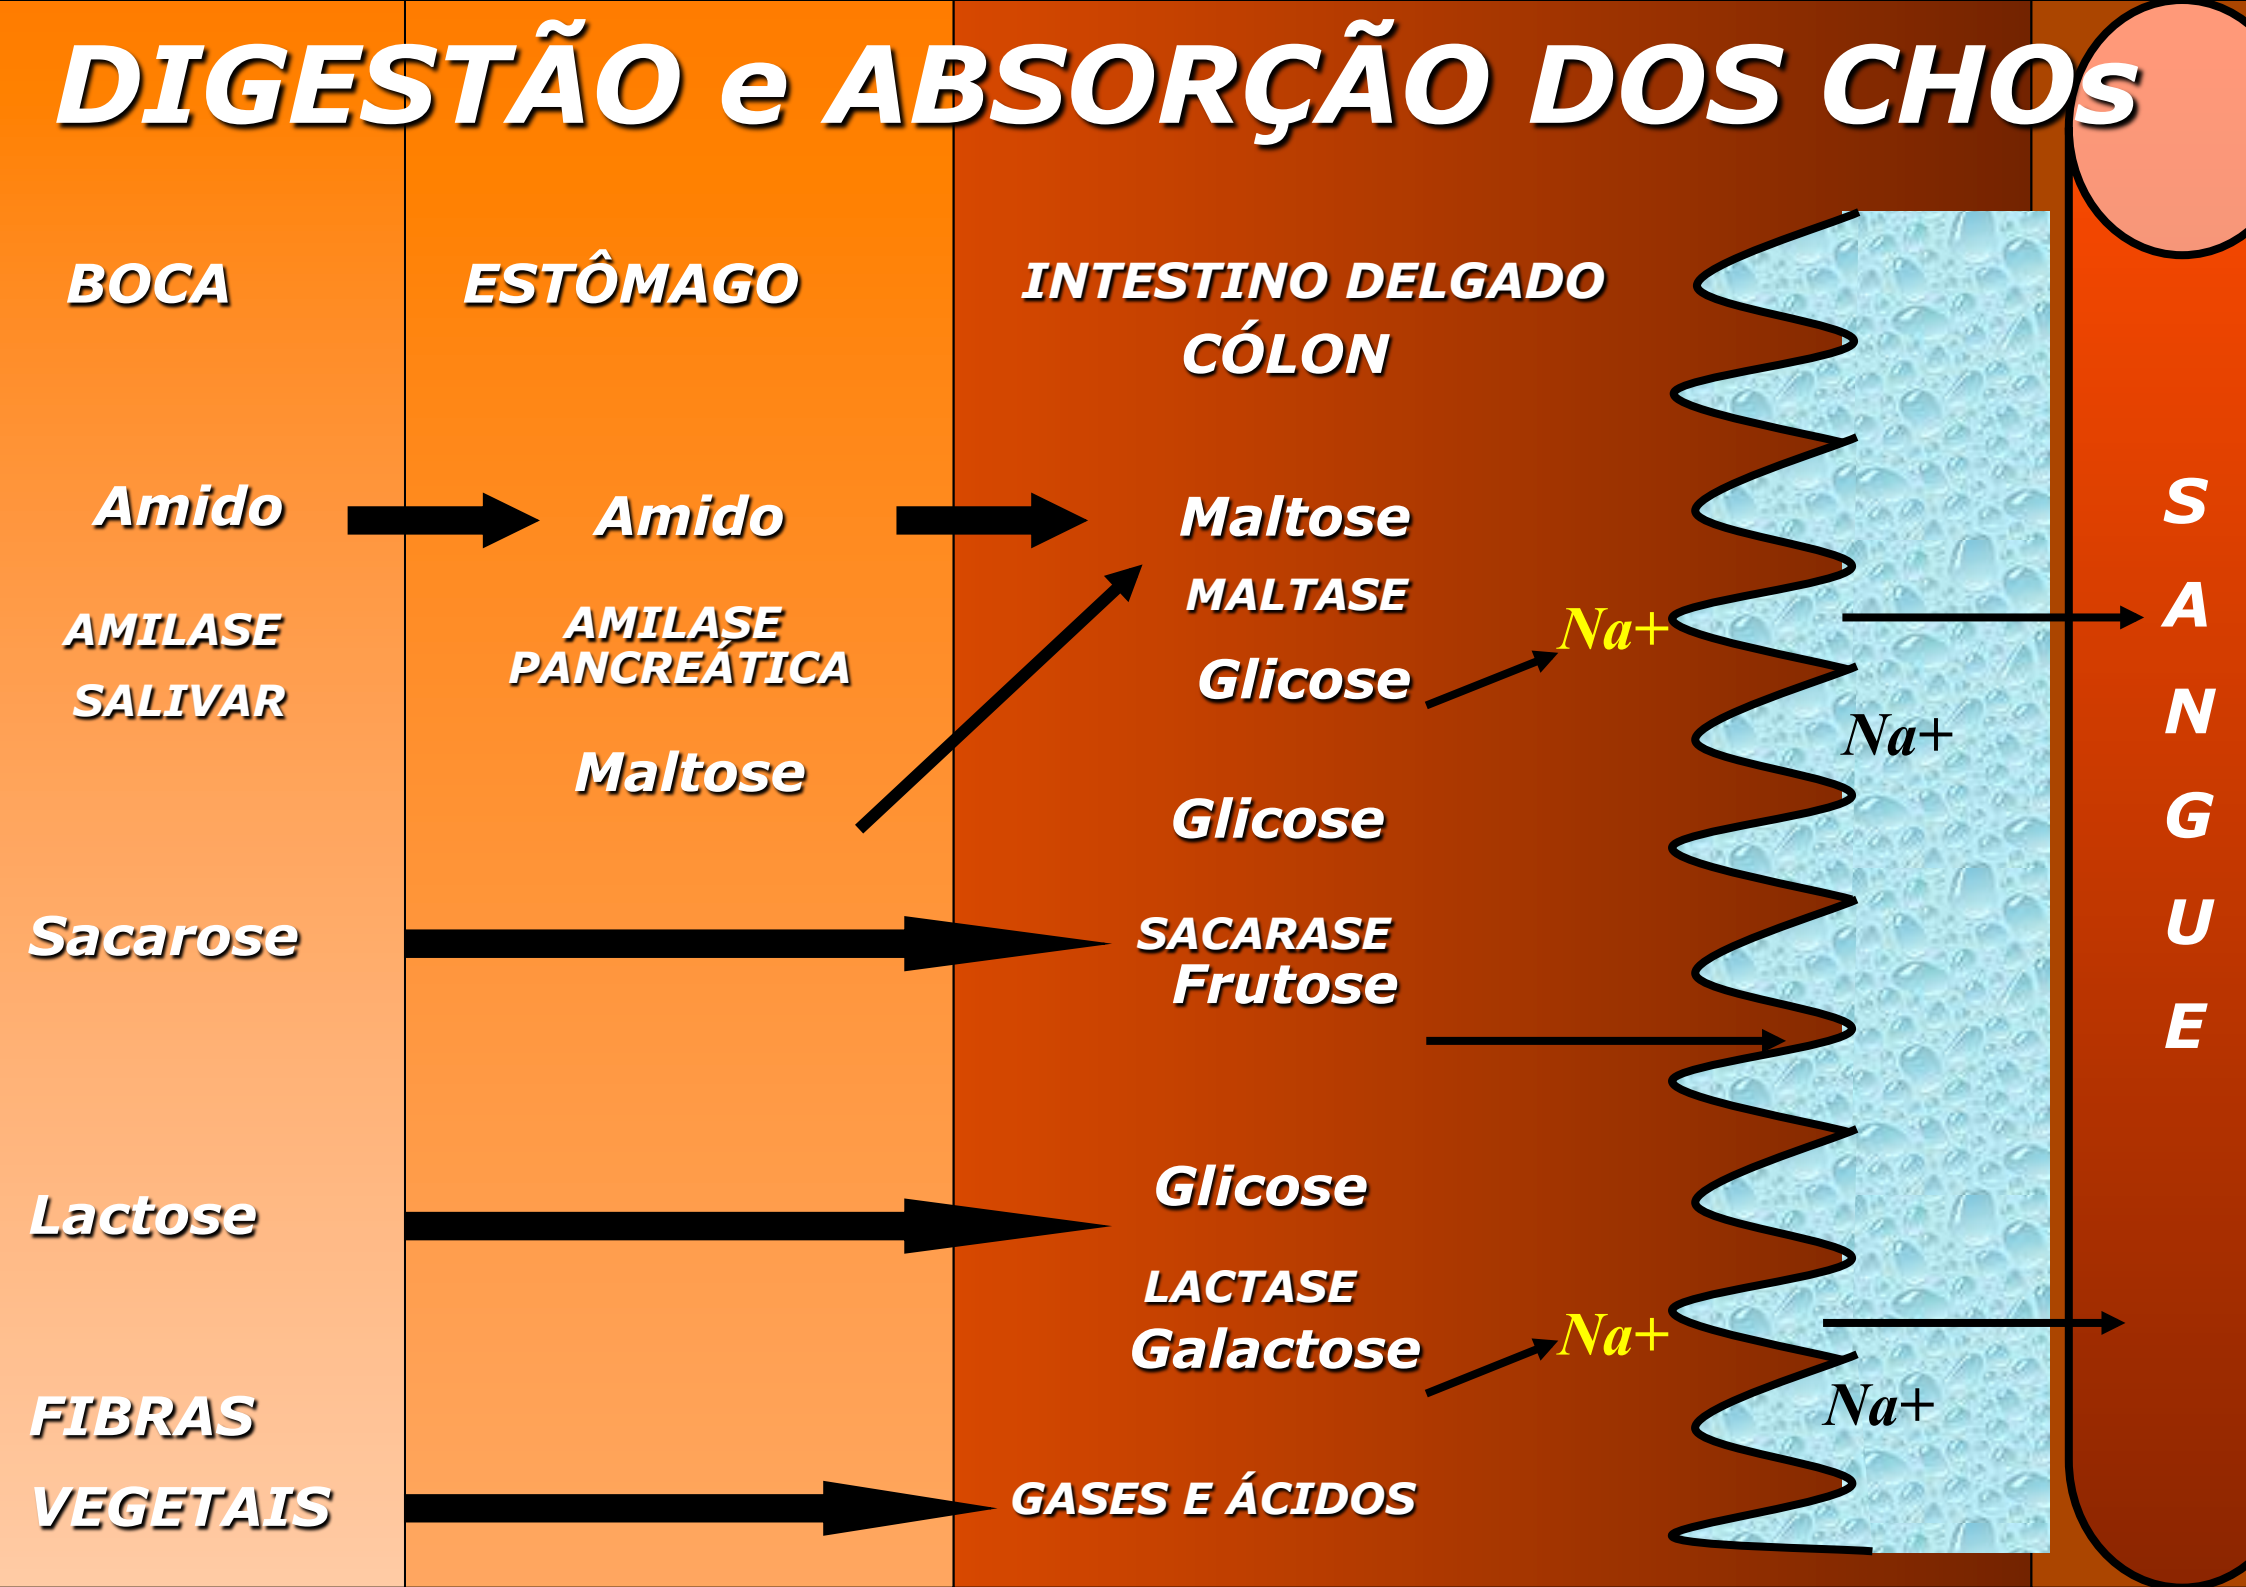 DIGESTÃO e ABSORÇÃO DOS CHOs
BOCA
ESTÔMAGO
INTESTINO DELGADO
CÓLON
Amido
Amido
Maltose
AMILASE
SALIVAR
AMILASE
PANCREÁTICA
MALTASE
Na+
Glicose
Na+
Maltose
Glicose
Sacarose
SACARASE
Frutose
Lactose
Glicose
LACTASE
Galactose
Na+
Na+
FIBRAS
VEGETAIS
GASES E ÁCIDOS
S
A
N
G
U
E